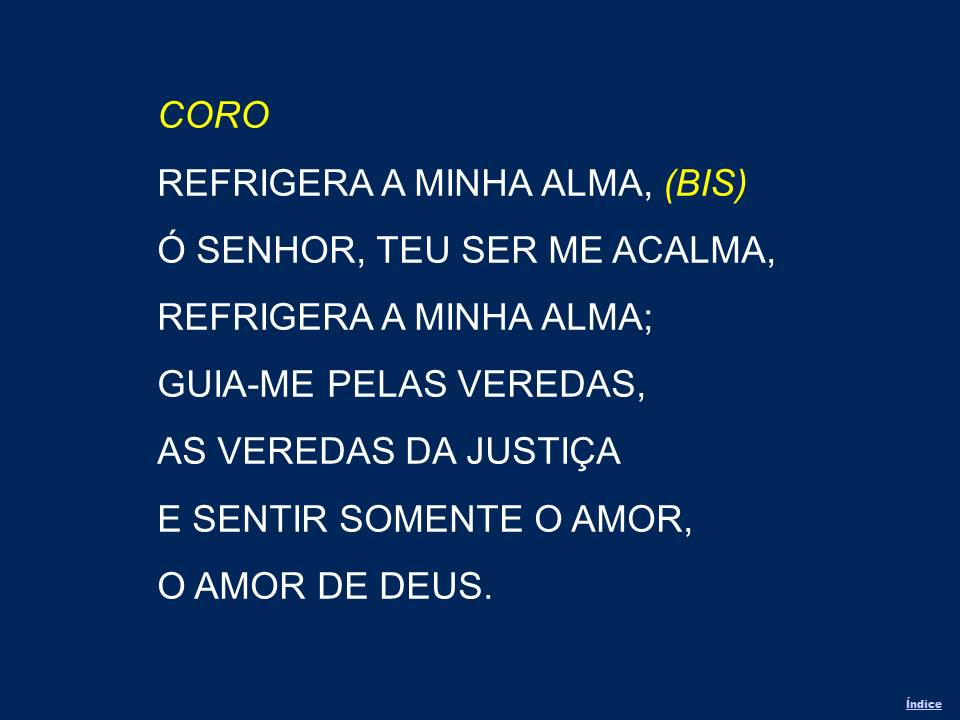 CORO
REFRIGERA A MINHA ALMA, (BIS)
Ó SENHOR, TEU SER ME ACALMA,
REFRIGERA A MINHA ALMA;
GUIA-ME PELAS VEREDAS,
AS VEREDAS DA JUSTIÇA
E SENTIR SOMENTE O AMOR,
O AMOR DE DEUS.
Índice